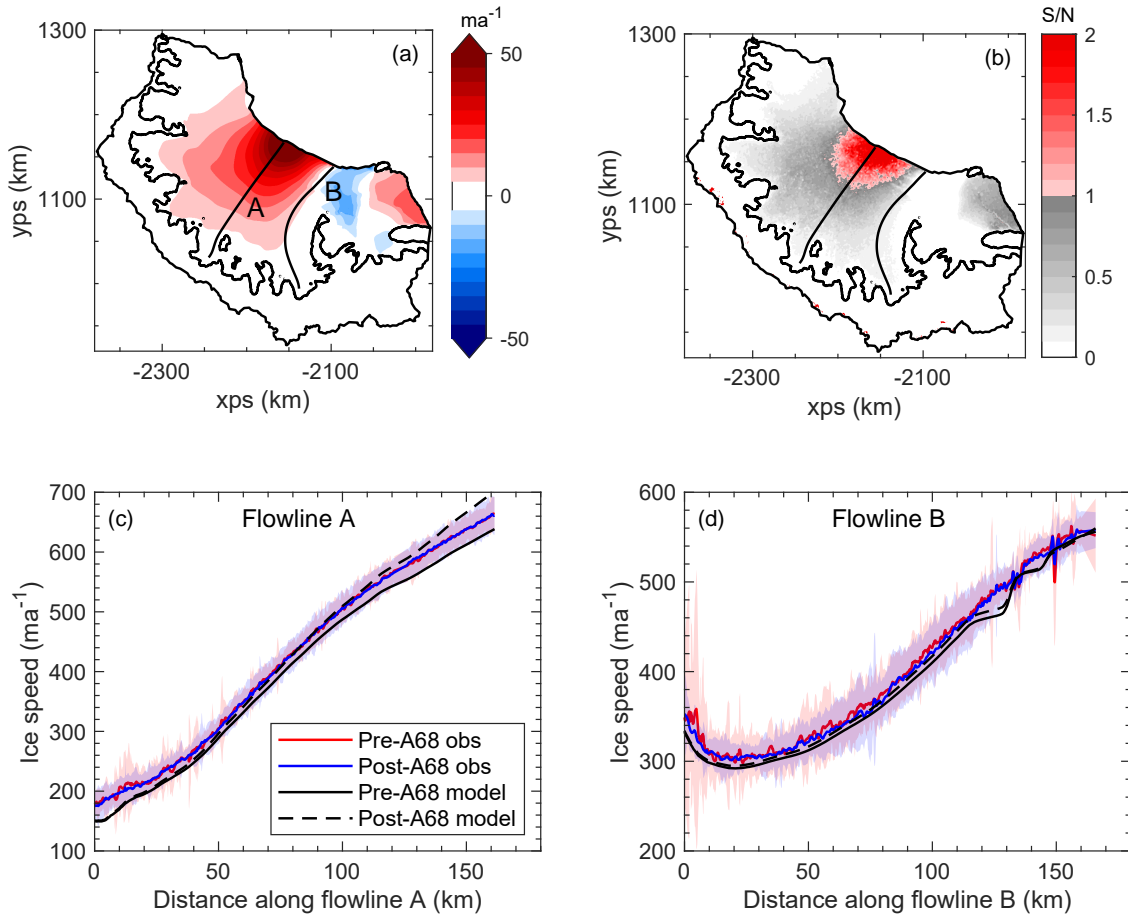 1300
ma⁻¹
(a)
50
yps (km)
1100
A
B
0
-50
-2300
-2100
xps (km)
1300
S/N
(b)
2
1.5
yps (km)
1100
1
0.5
0
-2300
-2100
xps (km)
700
(c)
Flowline A
600
500
400
300
200
100
Ice speed (ma⁻¹)
Pre-A68 obs
Post-A68 obs
Pre-A68 model
Post-A68 model
0
50
100
150
Distance along flowline A (km)
600
(d)
Flowline B
500
400
300
200
Ice speed (ma⁻¹)
0
50
100
150
Distance along flowline B (km)